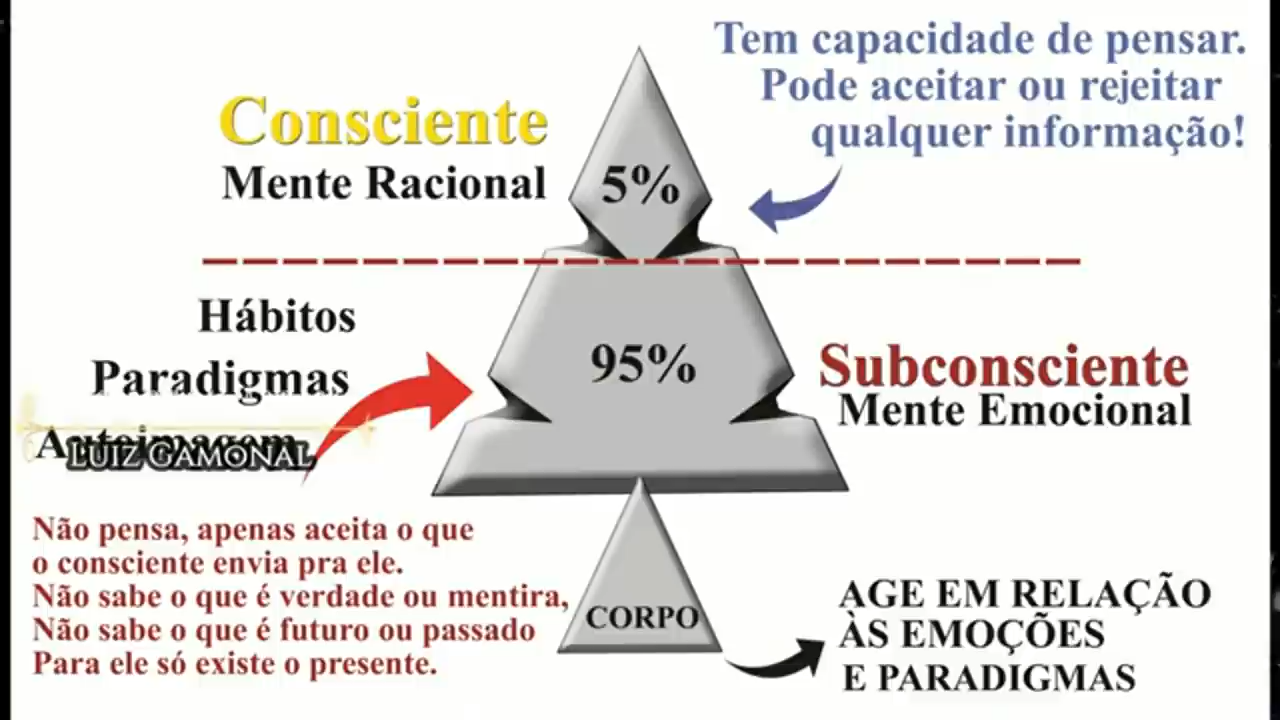 Tem capacidade de pensar.
Pode aceitar ou rejeitar
qualquer informação!
Consciente
Mente Racional
5%
Hábitos
Paradigmas
Autoimagem
LUIZ GAMONAL
95%
Subconsciente
Mente Emocional
Não pensa, apenas aceita o que
o consciente envia pra ele.
Não sabe o que é verdade ou mentira,
Não sabe o que é futuro ou passado
Para ele só existe o presente.
CORPO
AGE EM RELAÇÃO
ÀS EMOÇÕES
E PARADIGMAS